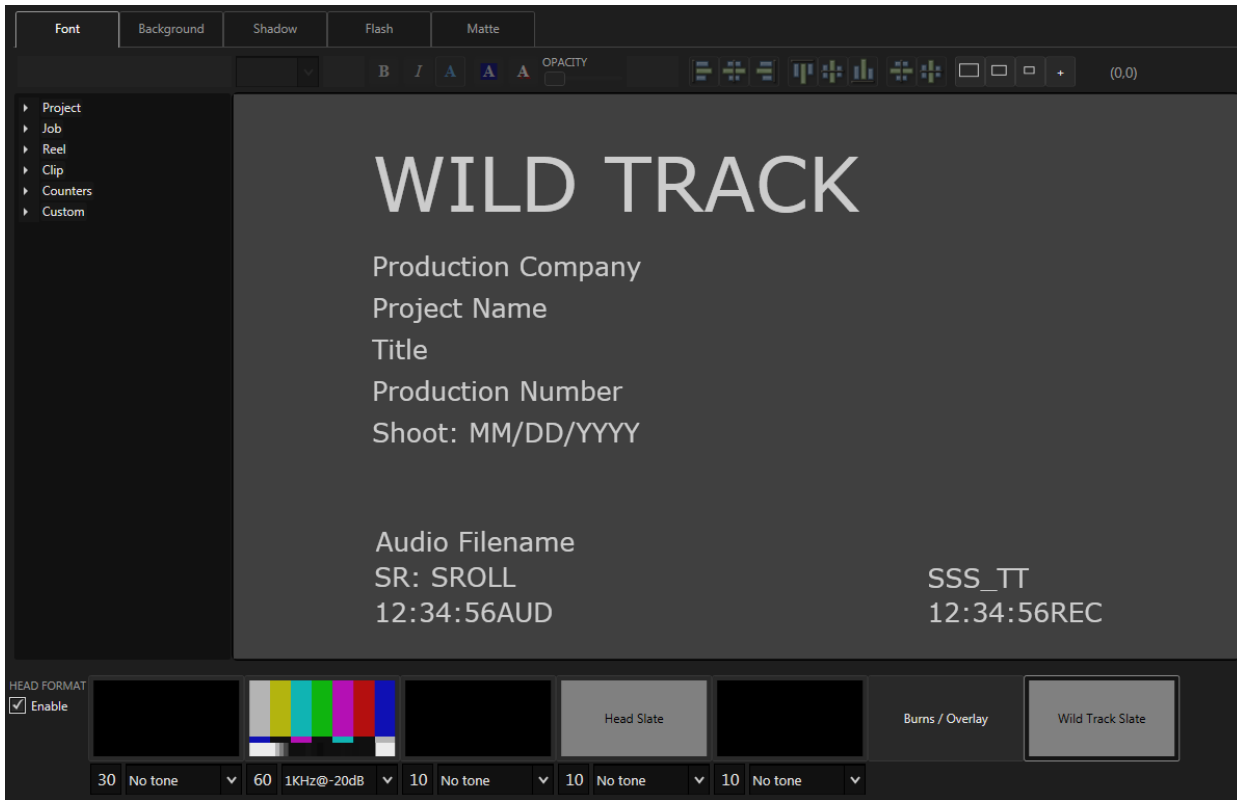 Font Background Shadow Flash Matte
B I A A A OPACITY + (0,0)
Project
Job
Reel
Clip
Counters
Custom
WILD TRACK
Production Company
Project Name
Title
Production Number
Shoot: MM/DD/YYYY
Audio Filename
SR: SROLL SSS_TT
12:34:56AUD 12:34:56REC
HEAD FORMAT
Enable
Head Slate Burns / Overlay Wild Track Slate
30 No tone 60 1KHz@-20dB 10 No tone 10 No tone 10 No tone